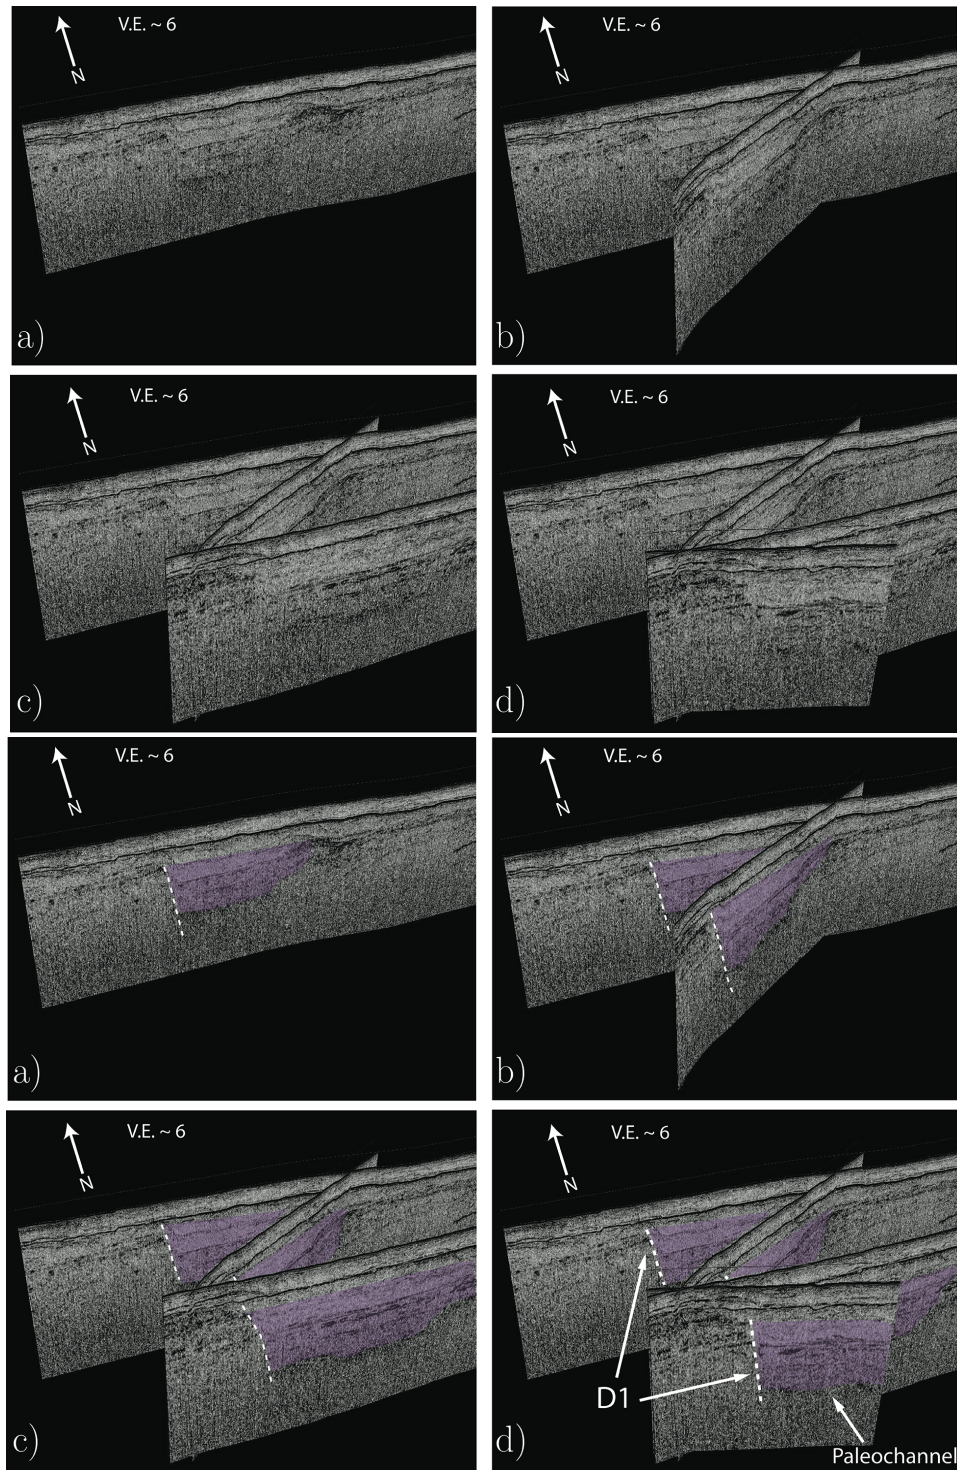 V.E. ~ 6
N
a)
V.E. ~ 6
N
b)
V.E. ~ 6
N
c)
V.E. ~ 6
N
d)
V.E. ~ 6
N
a)
V.E. ~ 6
N
b)
V.E. ~ 6
N
c)
V.E. ~ 6
N
D1
d)
Paleochannel